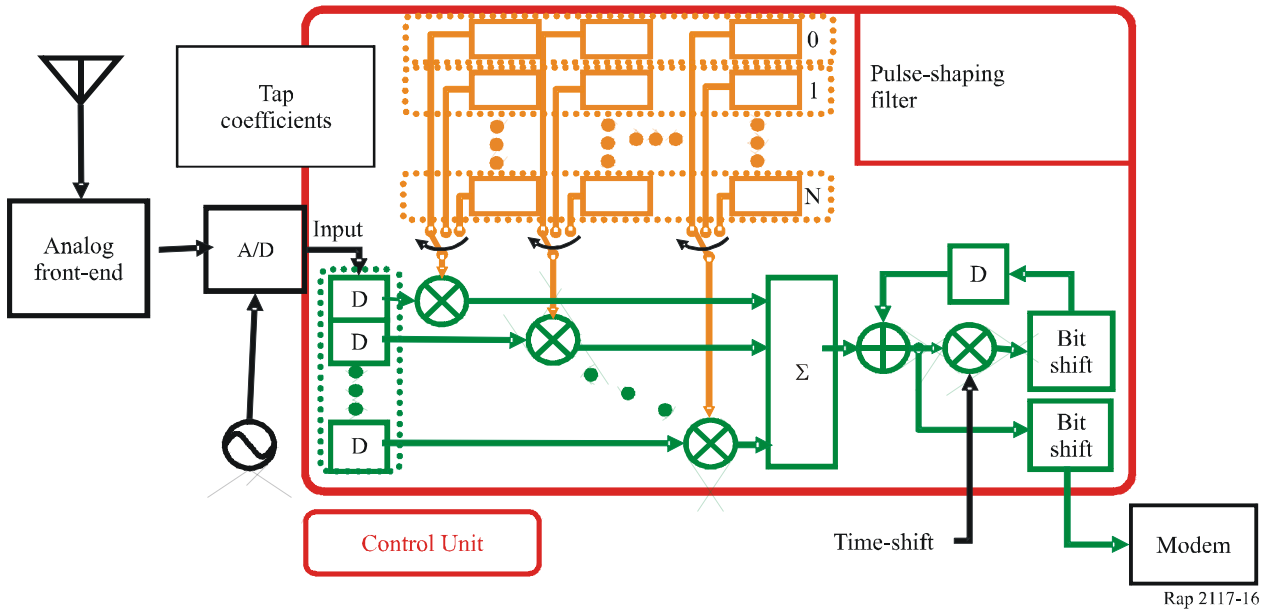 0
Tap
coefficients
Pulse-shaping
filter
1
N
Analog
front-end
A/D
Input
D
D
D
Σ
D
Bit
shift
Bit
shift
Time-shift
Control Unit
Modem
Rap 2117-16